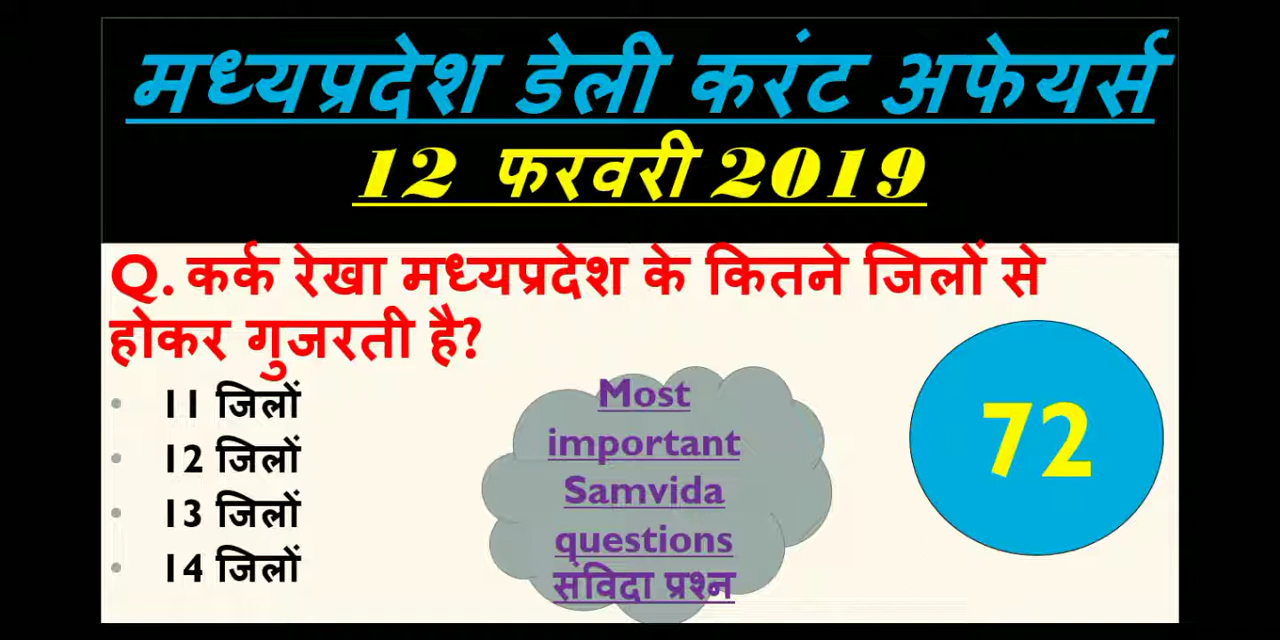 मध्यप्रदेश डेली करंट अफेयर्स
12 फरवरी 2019
Q. कर्क रेखा मध्यप्रदेश के कितने जिलों से
होकर गुजरती है?
• 11 जिलों
• 12 जिलों
• 13 जिलों
• 14 जिलों
Most
important
Samvida
questions
संविदा प्रश्न
72